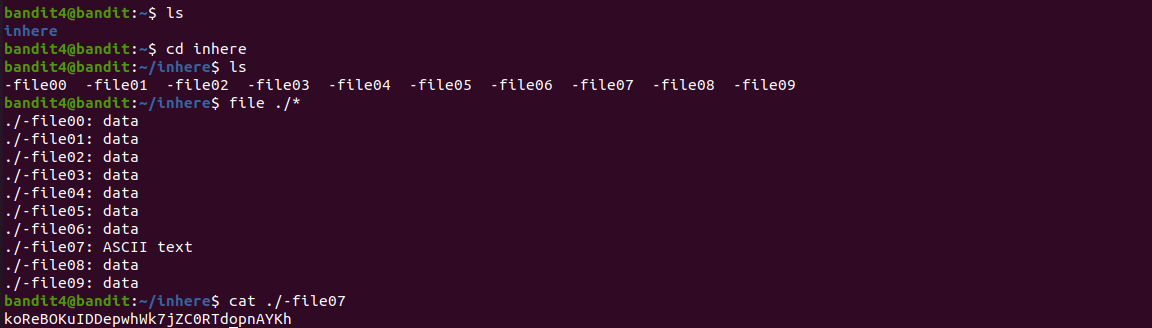 bandit4@bandit:~$ ls
inhere
bandit4@bandit:~$ cd inhere
bandit4@bandit:~/inhere$ ls
-file00  -file01  -file02  -file03  -file04  -file05  -file06  -file07  -file08  -file09
bandit4@bandit:~/inhere$ file ./*
./-file00: data
./-file01: data
./-file02: data
./-file03: data
./-file04: data
./-file05: data
./-file06: data
./-file07: ASCII text
./-file08: data
./-file09: data
bandit4@bandit:~/inhere$ cat ./-file07
koReBOKuIDDepwhWk7jZC0RTdopnAYKh